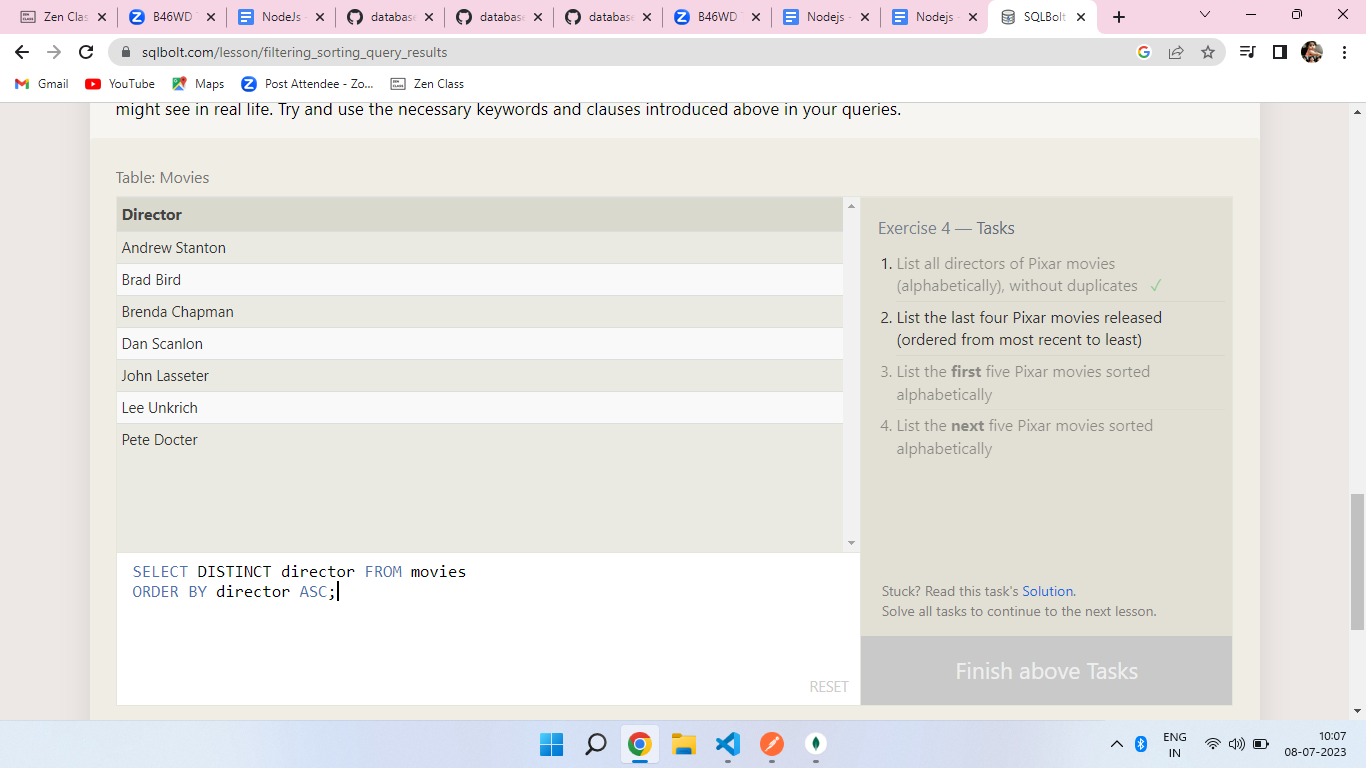 Zen Clas
B46WD
NodeJs -
database
database
database
B46WD
Nodejs -
Nodejs -
SQLBolt
sqlbolt.com/lesson/filtering_sorting_query_results
Gmail
YouTube
Maps
Post Attendee - Zo...
Zen Class
might see in real life. Try and use the necessary keywords and clauses introduced above in your queries.
Table: Movies
Director
Andrew Stanton
Brad Bird
Brenda Chapman
Dan Scanlon
John Lasseter
Lee Unkrich
Pete Docter
SELECT DISTINCT director FROM movies
ORDER BY director ASC;
RESET
Exercise 4 — Tasks
1. List all directors of Pixar movies
(alphabetically), without duplicates ✓
2. List the last four Pixar movies released
(ordered from most recent to least)
3. List the first five Pixar movies sorted
alphabetically
4. List the next five Pixar movies sorted
alphabetically
Stuck? Read this task's Solution.
Solve all tasks to continue to the next lesson.
Finish above Tasks
ENG
IN
10:07
08-07-2023